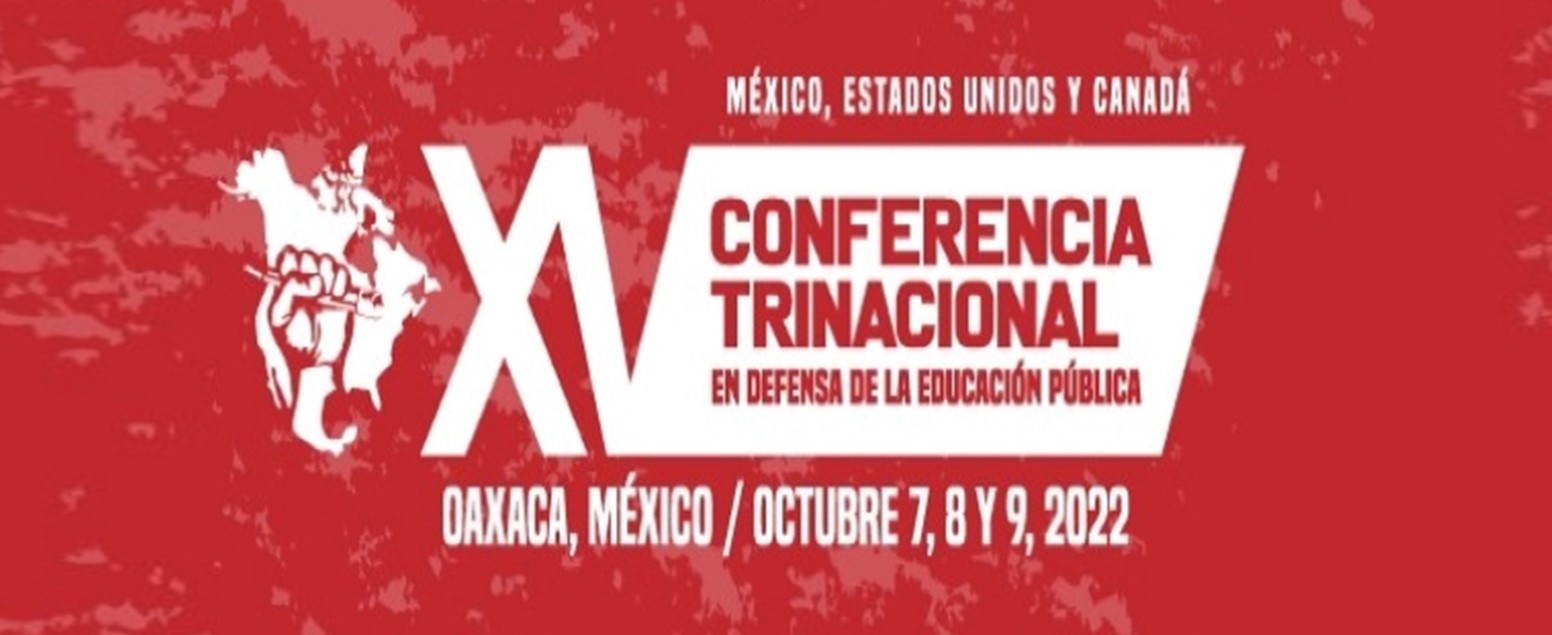 MÉXICO, ESTADOS UNIDOS Y CANADÁ
XV
CONFERENCIA
TRINACIONAL
EN DEFENSA DE LA EDUCACIÓN PÚBLICA
OAXACA, MÉXICO / OCTUBRE 7, 8 Y 9, 2022